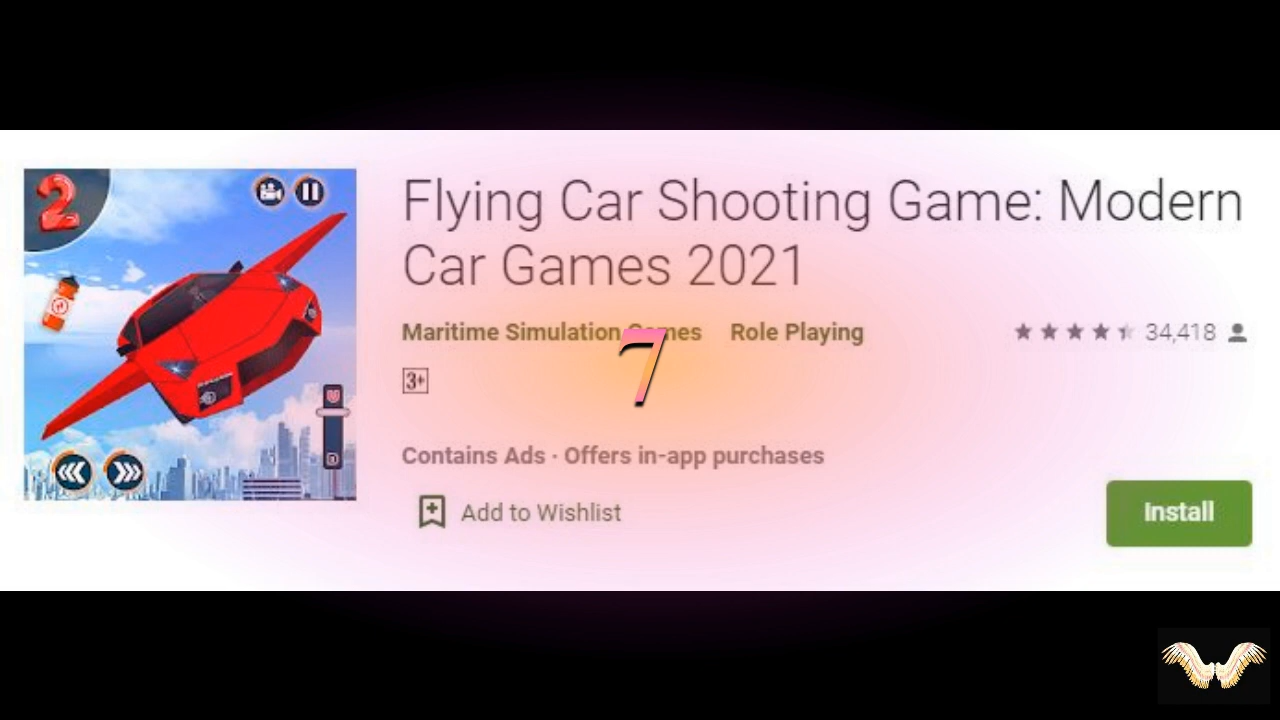 2
Flying Car Shooting Game: Modern
Car Games 2021
Maritime Simulation Games Role Playing
34,418
3+
7
Contains Ads · Offers in-app purchases
Add to Wishlist
Install